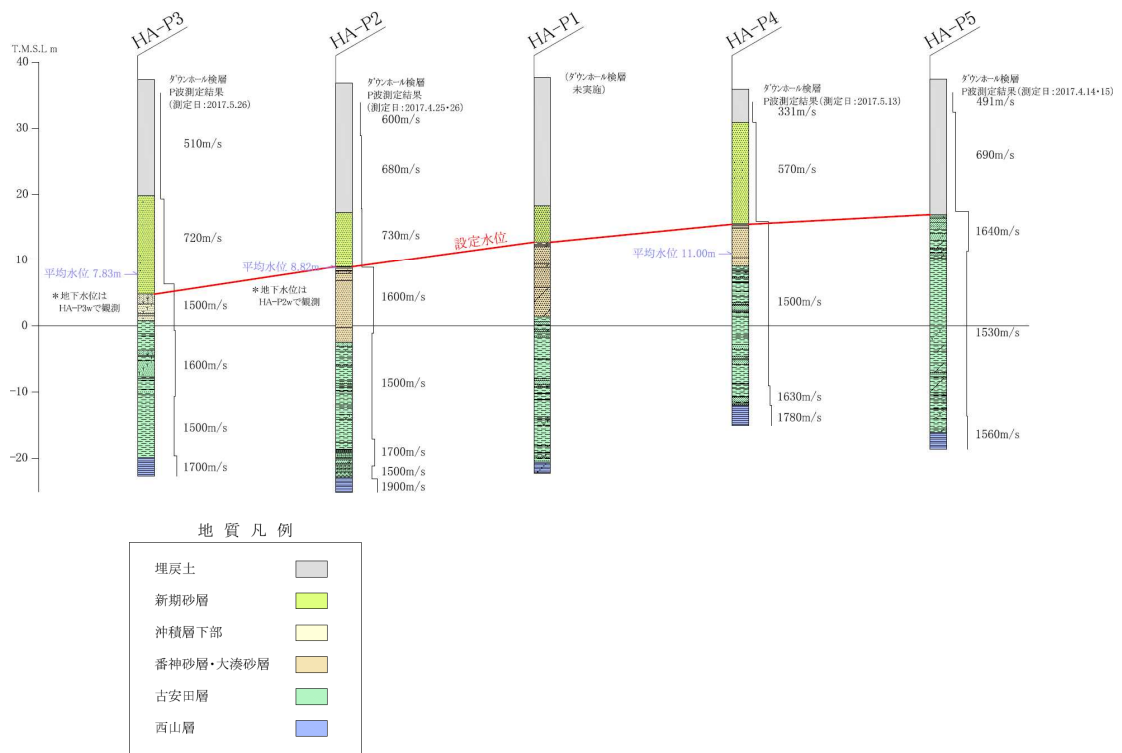 HA-P3
HA-P2
HA-P1
HA-P4
HA-P5
T.M.S.L m
40
30
20
10
0
-10
-20
ダウンホール検層
P波測定結果
(測定日:2017.5.26)
510m/s
720m/s
平均水位 7.83m
＊地下水位は
HA-P3wで観測
1500m/s
1600m/s
1500m/s
1700m/s
ダウンホール検層
P波測定結果
(測定日:2017.4.25・26)
600m/s
680m/s
730m/s
平均水位 8.82m
＊地下水位は
HA-P2wで観測
1600m/s
1500m/s
1700m/s
1500m/s
1900m/s
設定水位
(ダウンホール検層
未実施)
ダウンホール検層
P波測定結果(測定日:2017.5.13)
331m/s
570m/s
平均水位 11.00m
1500m/s
1630m/s
1780m/s
ダウンホール検層
P波測定結果(測定日:2017.4.14・15)
491m/s
690m/s
1640m/s
1530m/s
1560m/s
地 質 凡 例
埋戻土
新期砂層
沖積層下部
番神砂層・大湊砂層
古安田層
西山層